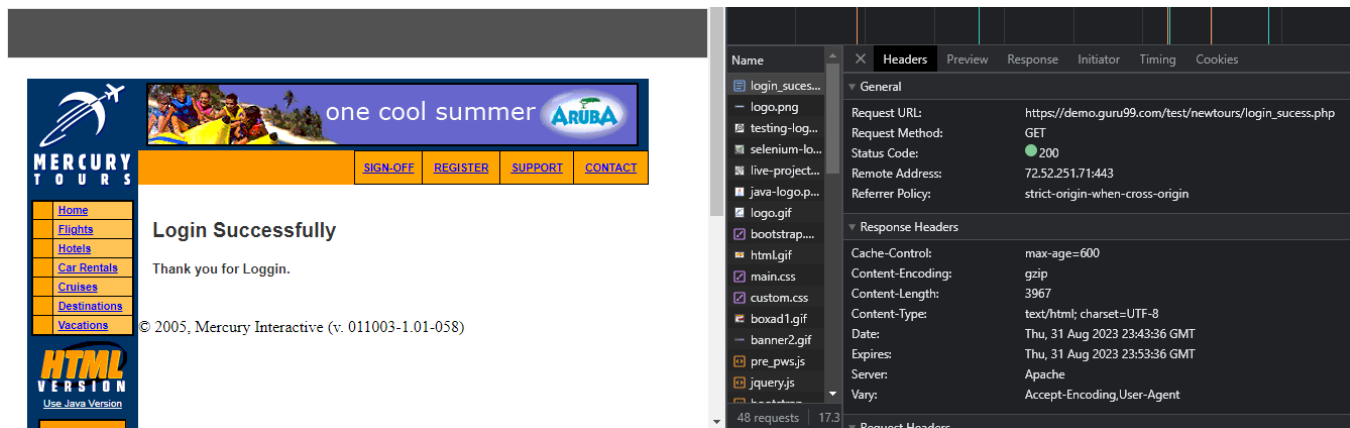 one cool summer ARUBA
MERCURY
TOURS
SIGN-OFF REGISTER SUPPORT CONTACT
Home
Flights
Hotels
Car Rentals
Cruises
Destinations
Vacations
HTML
VERSION
Use Java Version
Login Successfully
Thank you for Loggin.
© 2005, Mercury Interactive (v. 011003-1.01-058)
Name
login_suces...
logo.png
testing-log...
selenium-lo...
live-project...
java-logo.p...
logo.gif
bootstrap....
html.gif
main.css
custom.css
boxad1.gif
banner2.gif
pre_pws.js
jquery.js
48 requests 17.3
Headers Preview Response Initiator Timing Cookies
General
Request URL: https://demo.guru99.com/test/newtours/login_sucess.php
Request Method: GET
Status Code: 200
Remote Address: 72.52.251.71:443
Referrer Policy: strict-origin-when-cross-origin
Response Headers
Cache-Control: max-age=600
Content-Encoding: gzip
Content-Length: 3967
Content-Type: text/html; charset=UTF-8
Date: Thu, 31 Aug 2023 23:43:36 GMT
Expires: Thu, 31 Aug 2023 23:53:36 GMT
Server: Apache
Vary: Accept-Encoding,User-Agent
Request Headers